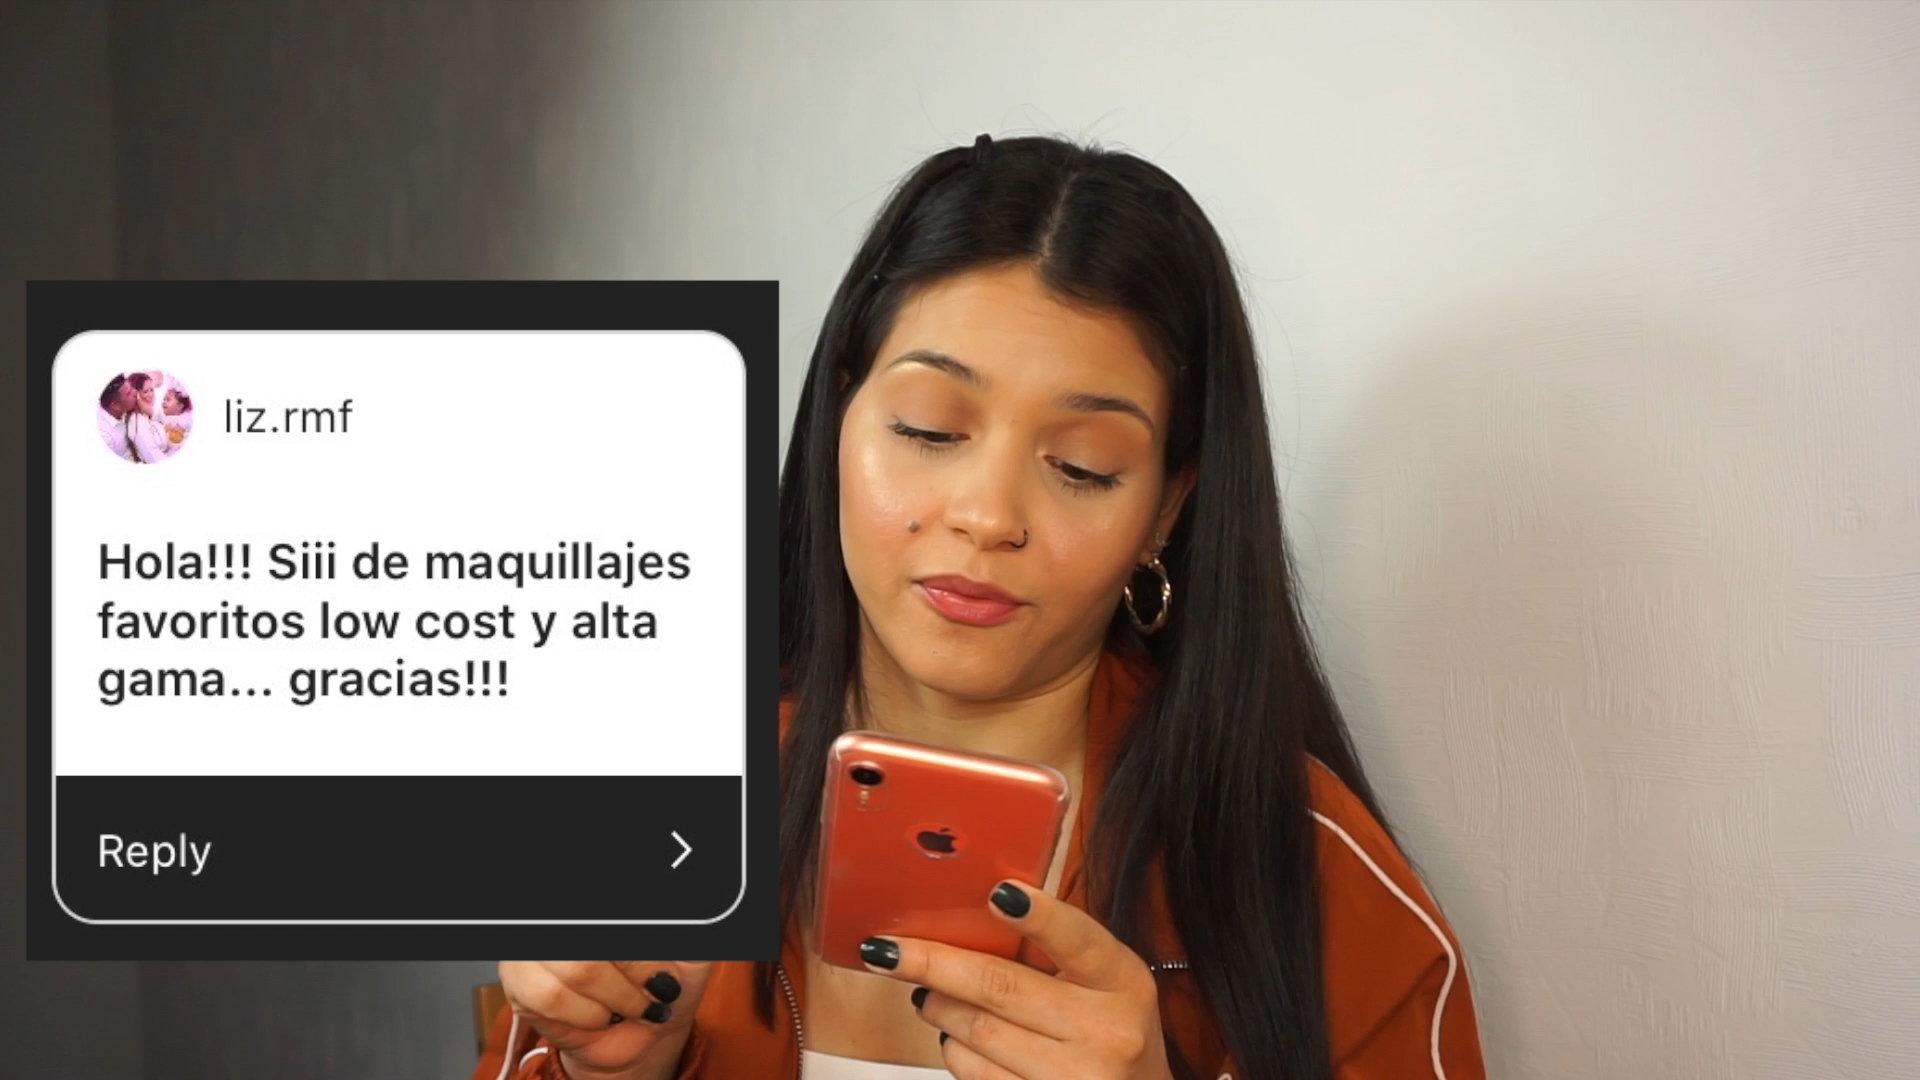 liz.rmf
Hola!!! Siii de maquillajes
favoritos low cost y alta
gama... gracias!!!
Reply